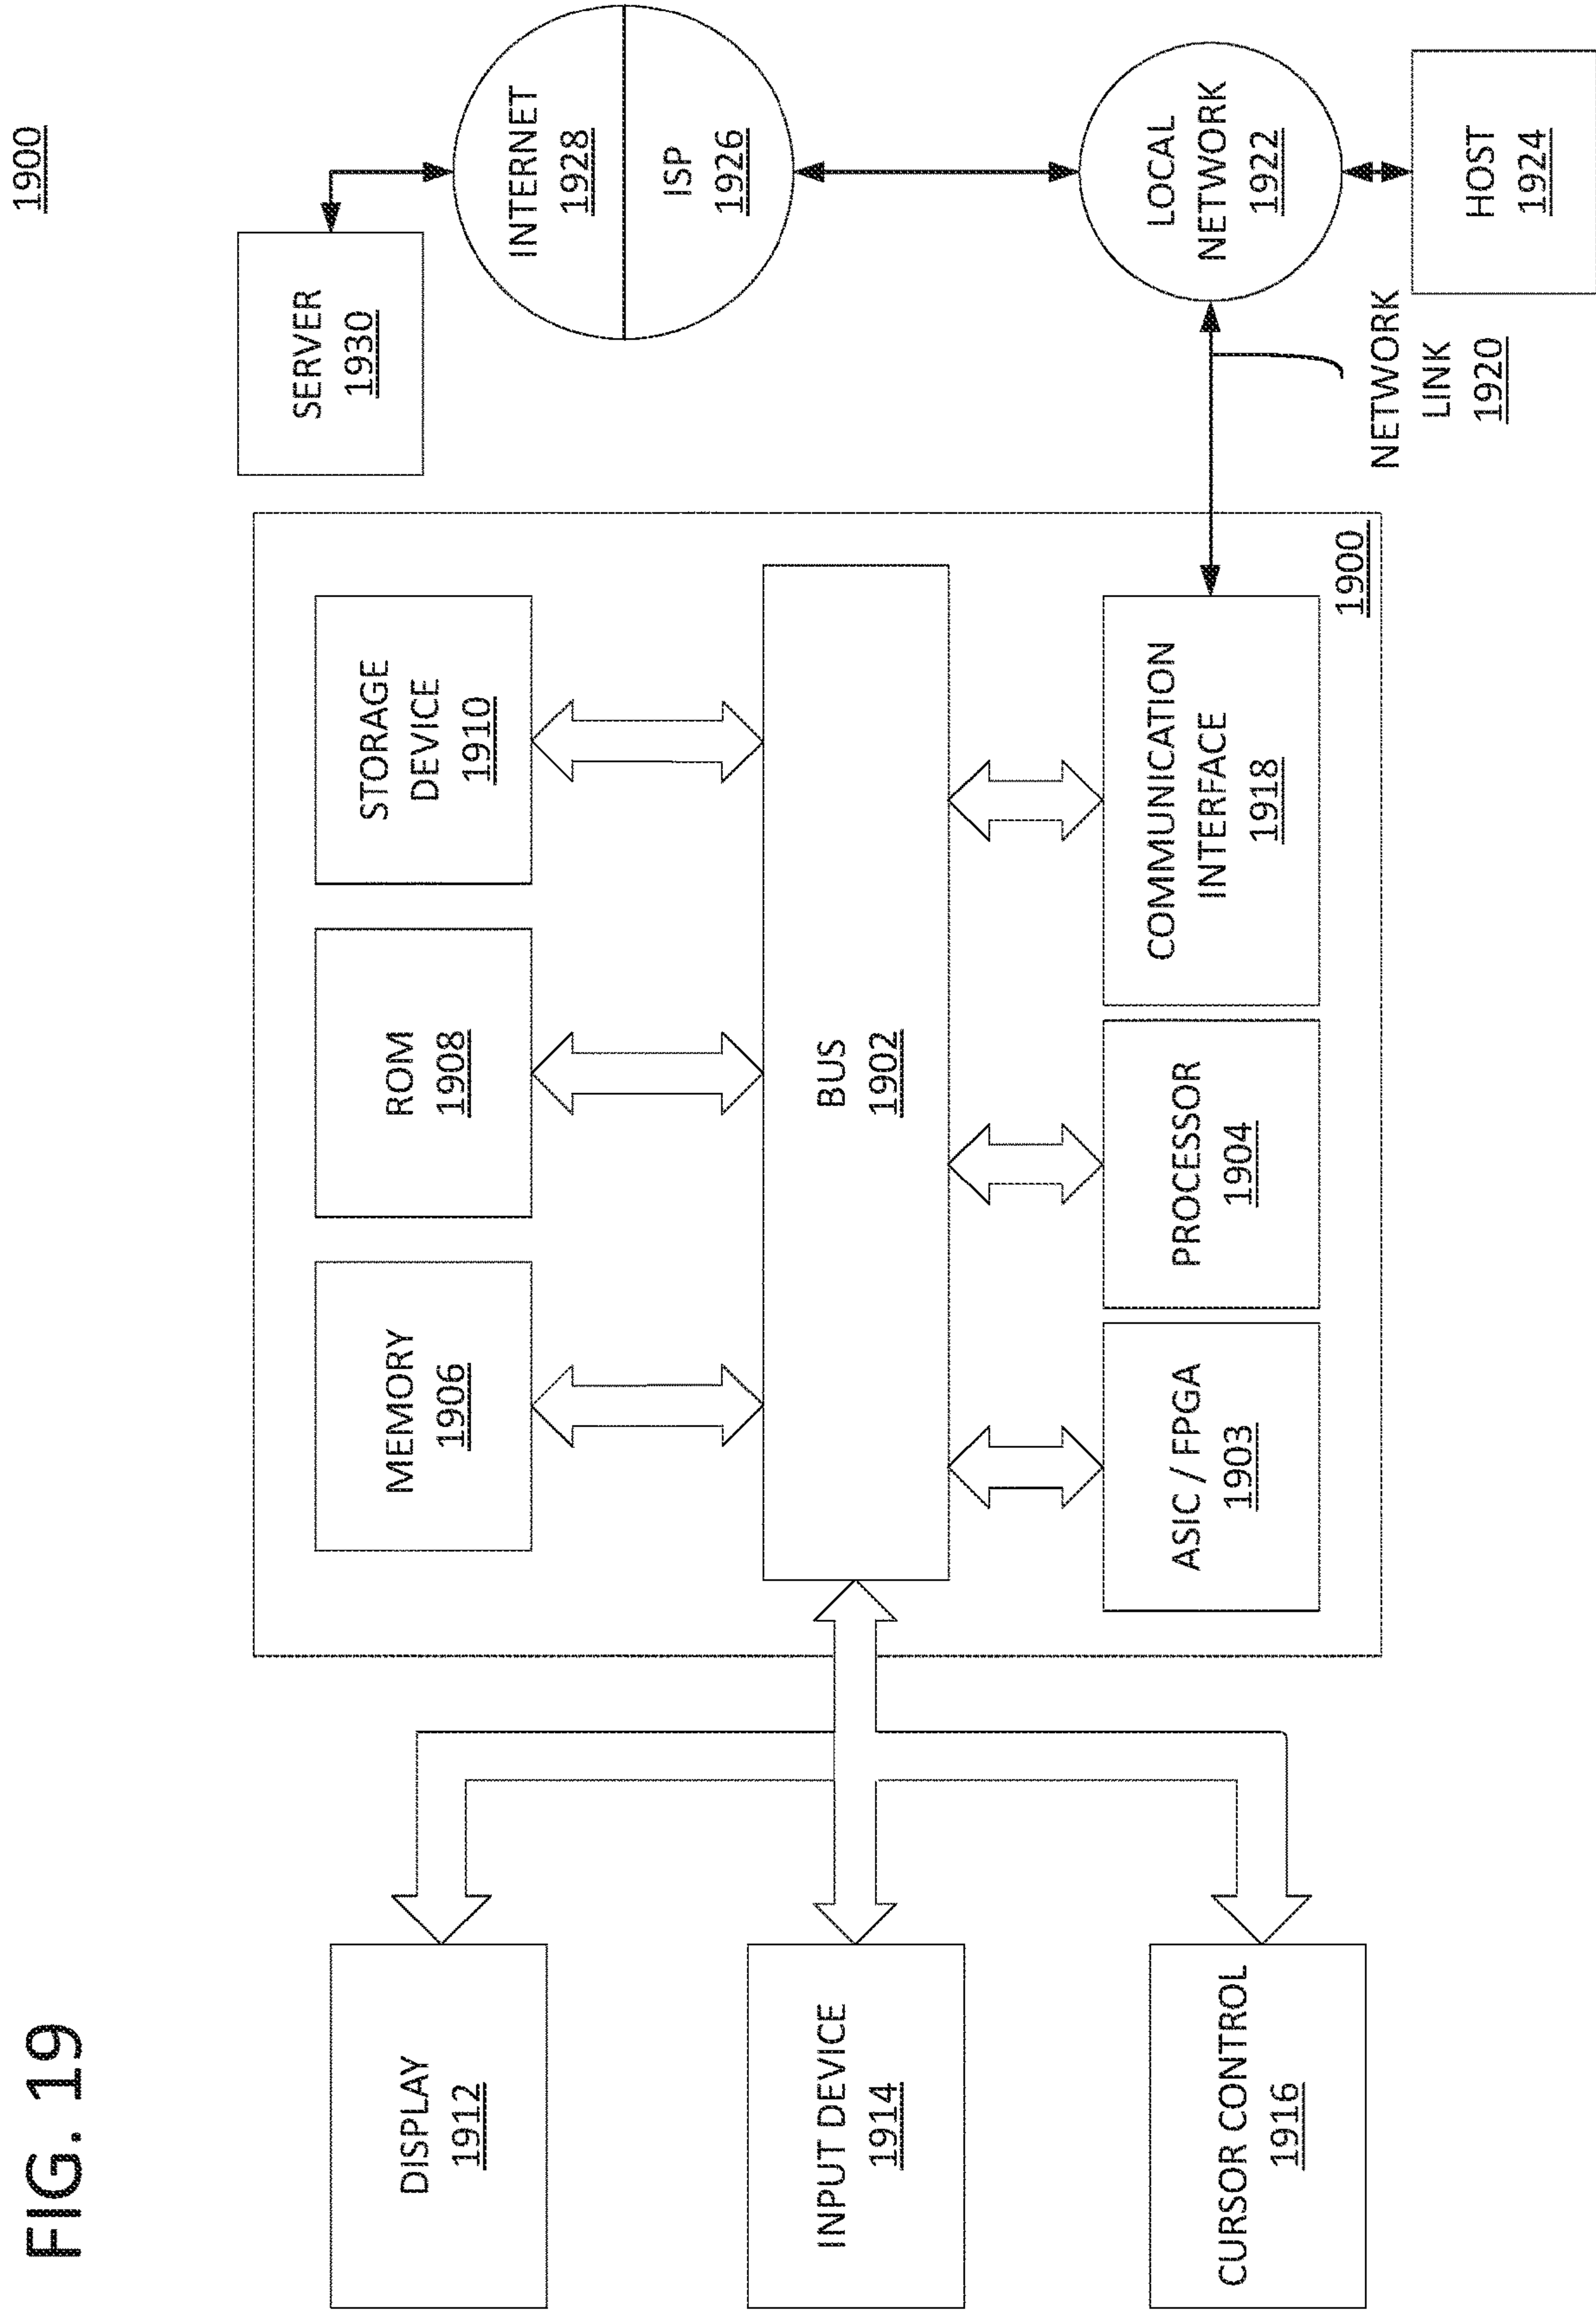 FIG. 19
1900
DISPLAY
1912
INPUT DEVICE
1914
CURSOR CONTROL
1916
MEMORY
1906
ROM
1908
STORAGE
DEVICE
1910
BUS
1902
ASIC / FPGA
1903
PROCESSOR
1904
COMMUNICATION
INTERFACE
1918
1900
SERVER
1930
INTERNET
1928
ISP
1926
LOCAL
NETWORK
1922
NETWORK
LINK
1920
HOST
1924